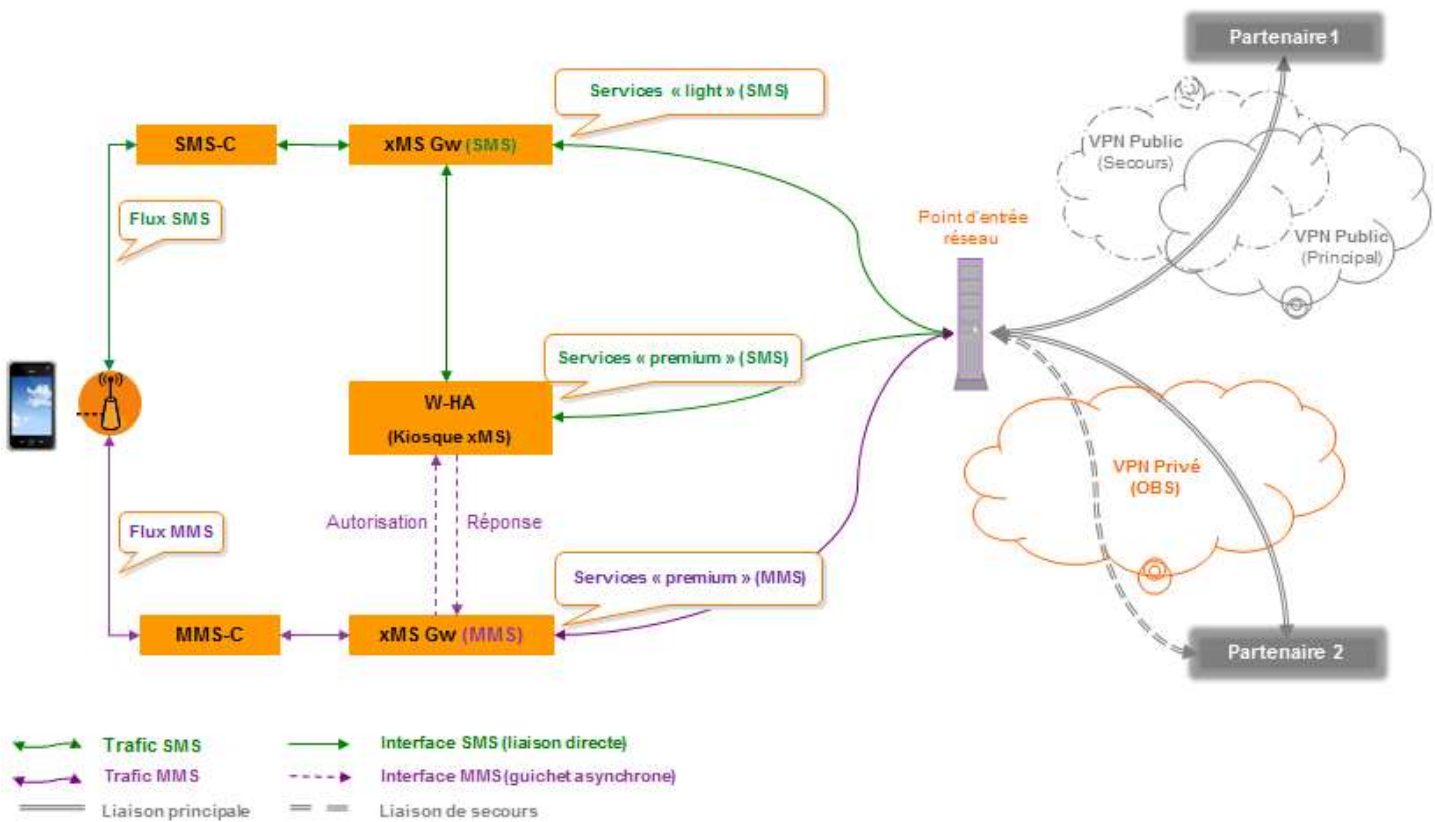 Partenaire 1
Services « light » (SMS)
SMS-C
xMS Gw (SMS)
VPN Public
(Secours)
Flux SMS
Point d'entrée
réseau
VPN Public
(Principal)
Services « premium » (SMS)
W-HA
(Kiosque xMS)
VPN Privé
(OBS)
Flux MMS
Autorisation
Réponse
Services « premium » (MMS)
MMS-C
xMS Gw (MMS)
Partenaire 2
Trafic SMS
Interface SMS (liaison directe)
Trafic MMS
Interface MMS (guichet asynchrone)
Liaison principale
Liaison de secours